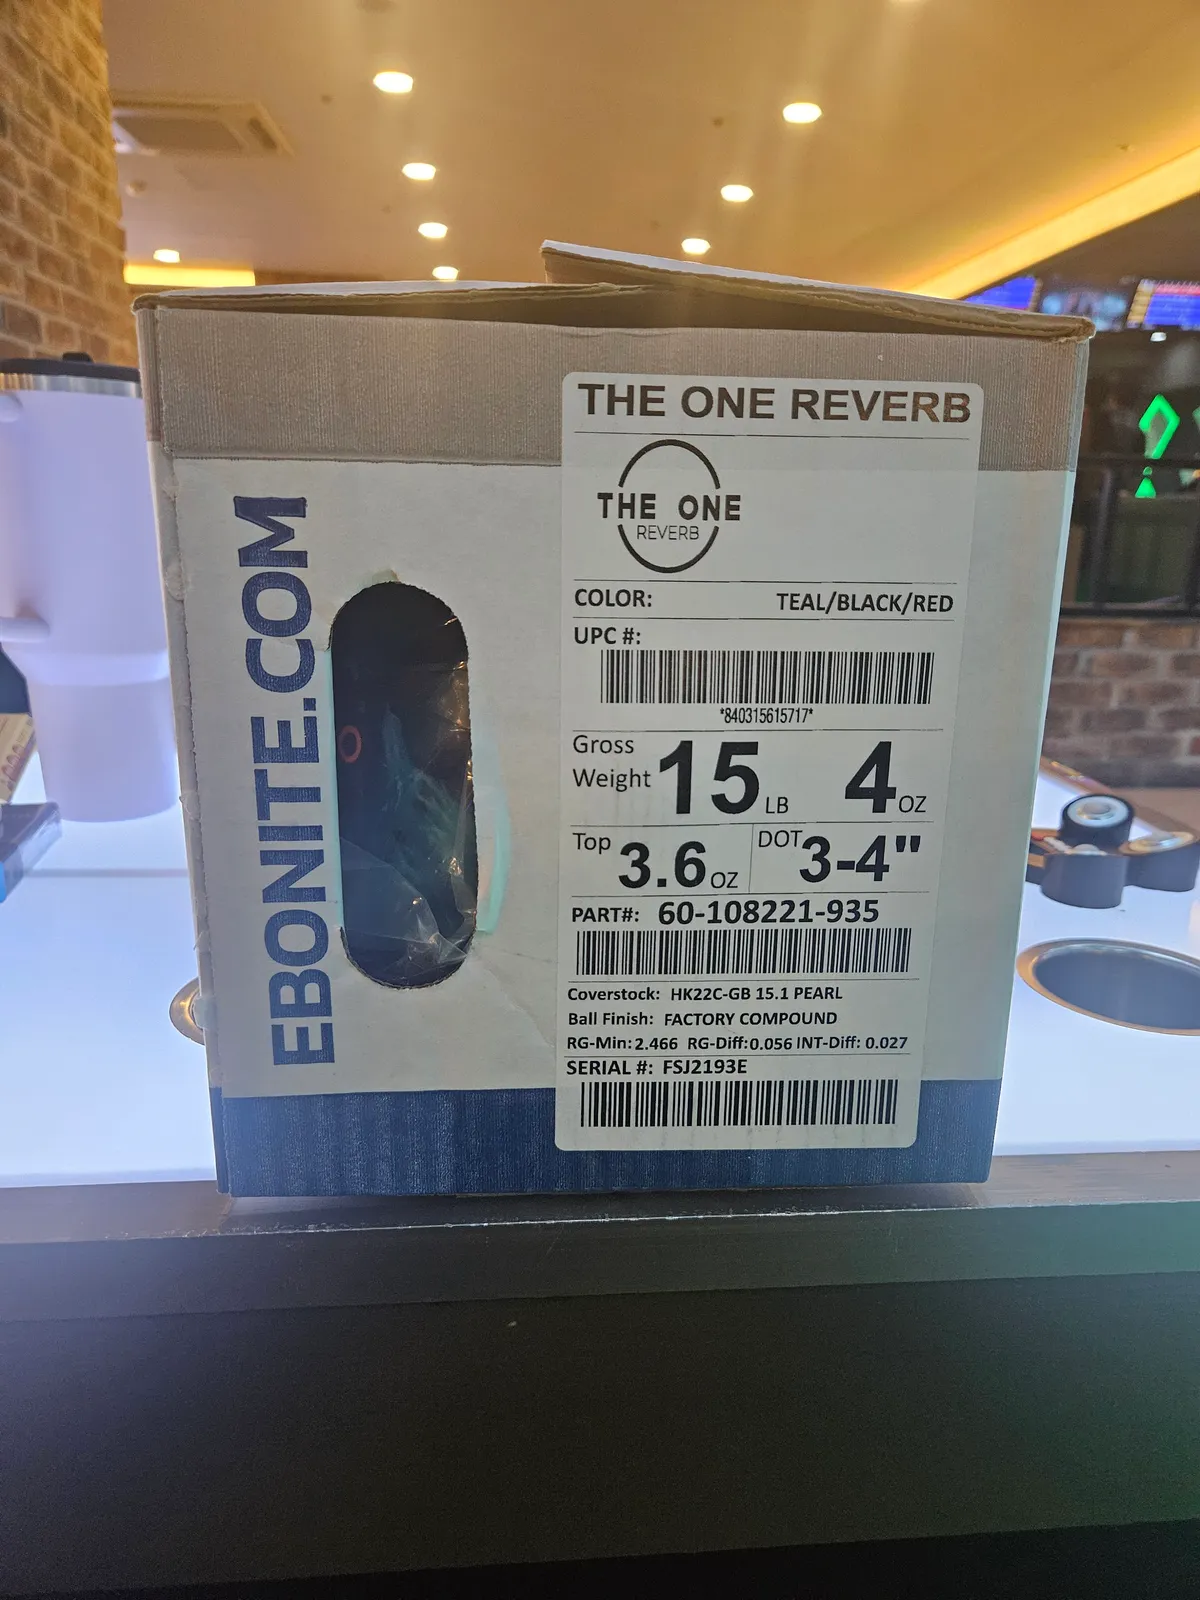 THE ONE REVERB
THE ONE
REVERB
COLOR: TEAL/BLACK/RED
UPC #:
*840315615717*
Gross
Weight 15 LB 4 OZ
Top 3.6 OZ DOT 3-4"
PART#: 60-108221-935
Coverstock: HK22C-GB 15.1 PEARL
Ball Finish: FACTORY COMPOUND
RG-Min: 2.466 RG-Diff: 0.056 INT-Diff: 0.027
SERIAL #: FSJ2193E
EBONITE.COM